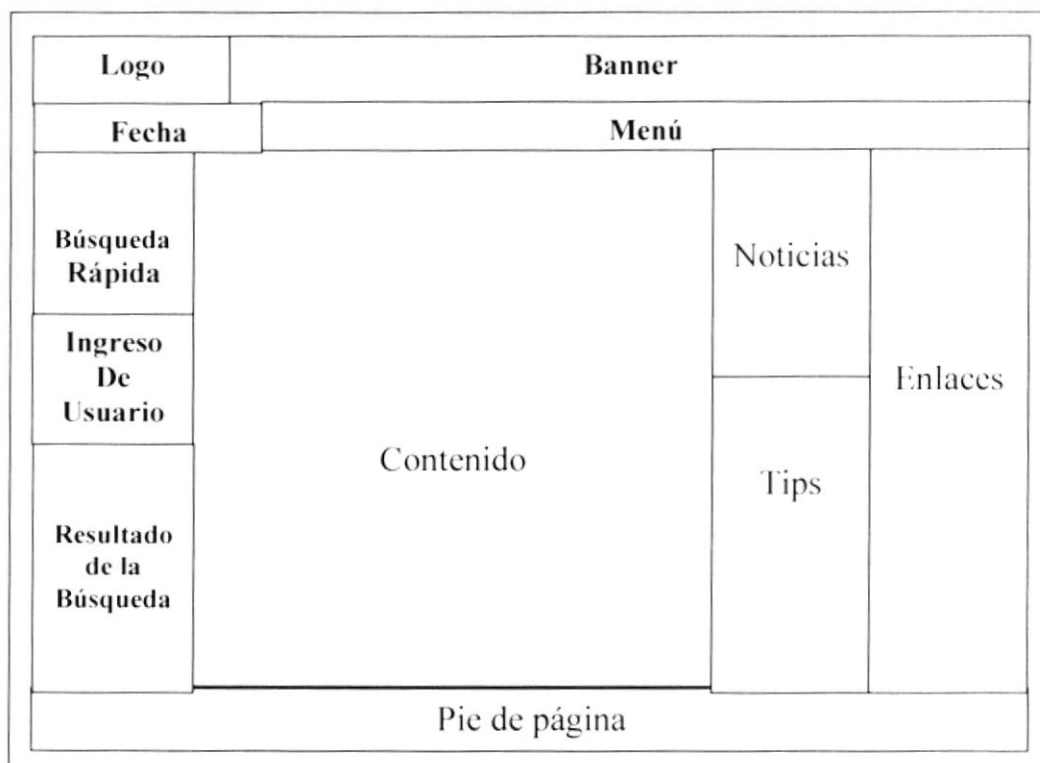 Logo
Banner
Fecha
Menú
Búsqueda
Rápida
Ingreso
De
Usuario
Resultado
de la
Búsqueda
Contenido
Noticias
Tips
Enlaces
Pie de página